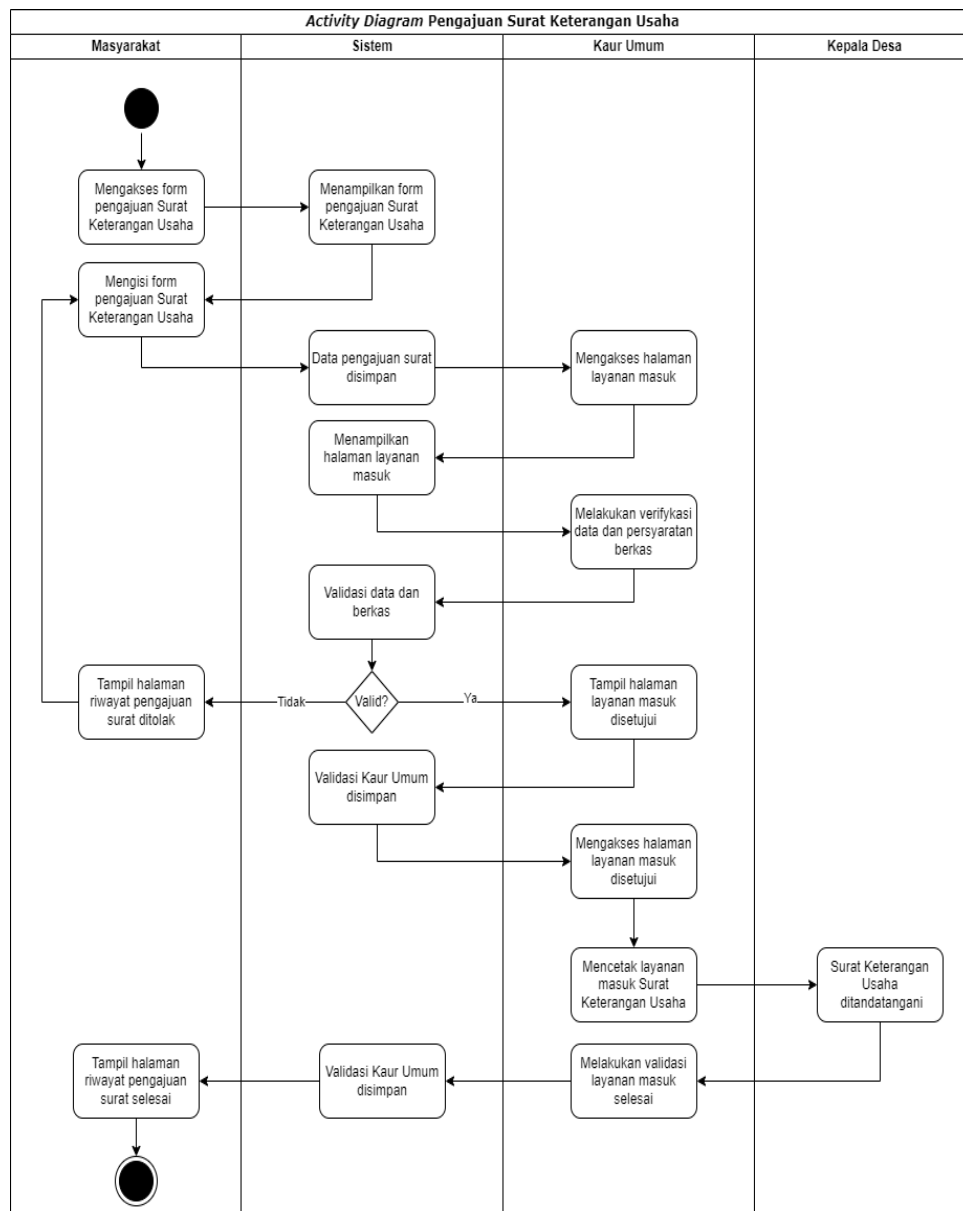 Activity Diagram Pengajuan Surat Keterangan Usaha
Masyarakat
Sistem
Kaur Umum
Kepala Desa
Mengakses form
pengajuan Surat
Keterangan Usaha
Menampilkan form
pengajuan Surat
Keterangan Usaha
Mengisi form
pengajuan Surat
Keterangan Usaha
Data pengajuan surat
disimpan
Mengakses halaman
layanan masuk
Menampilkan
halaman layanan
masuk
Melakukan verifykasi
data dan persyaratan
berkas
Validasi data dan
berkas
Tampil halaman
riwayat pengajuan
surat ditolak
Tidak
Valid?
Ya
Tampil halaman
layanan masuk
disetujui
Validasi Kaur Umum
disimpan
Mengakses halaman
layanan masuk
disetujui
Mencetak layanan
masuk Surat
Keterangan Usaha
Surat Keterangan
Usaha
ditandatangani
Tampil halaman
riwayat pengajuan
surat selesai
Validasi Kaur Umum
disimpan
Melakukan validasi
layanan masuk
selesai